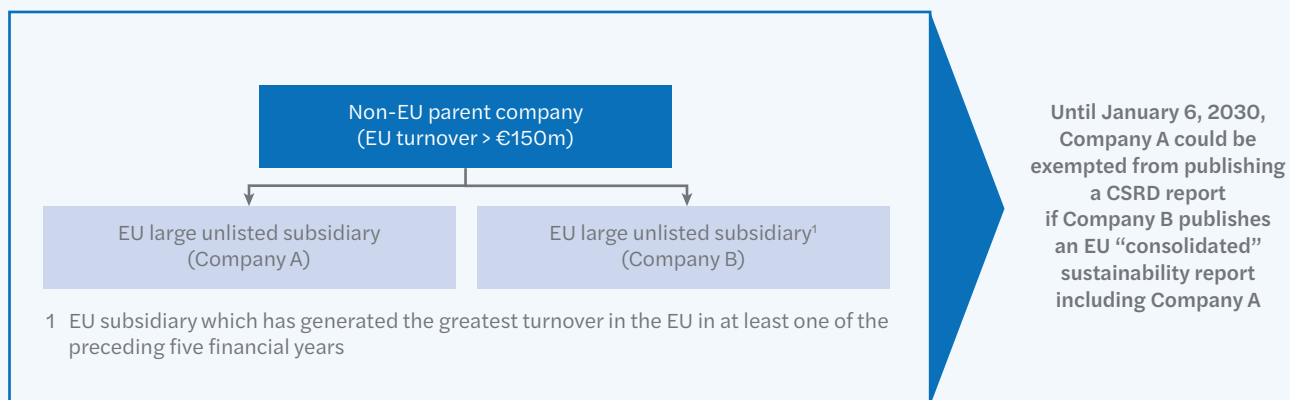 Non-EU parent company
(EU turnover > €150m)
EU large unlisted subsidiary
(Company A)
EU large unlisted subsidiary¹
(Company B)
1 EU subsidiary which has generated the greatest turnover in the EU in at least one of the
preceding five financial years
Until January 6, 2030,
Company A could be
exempted from publishing
a CSRD report
if Company B publishes
an EU “consolidated”
sustainability report
including Company A